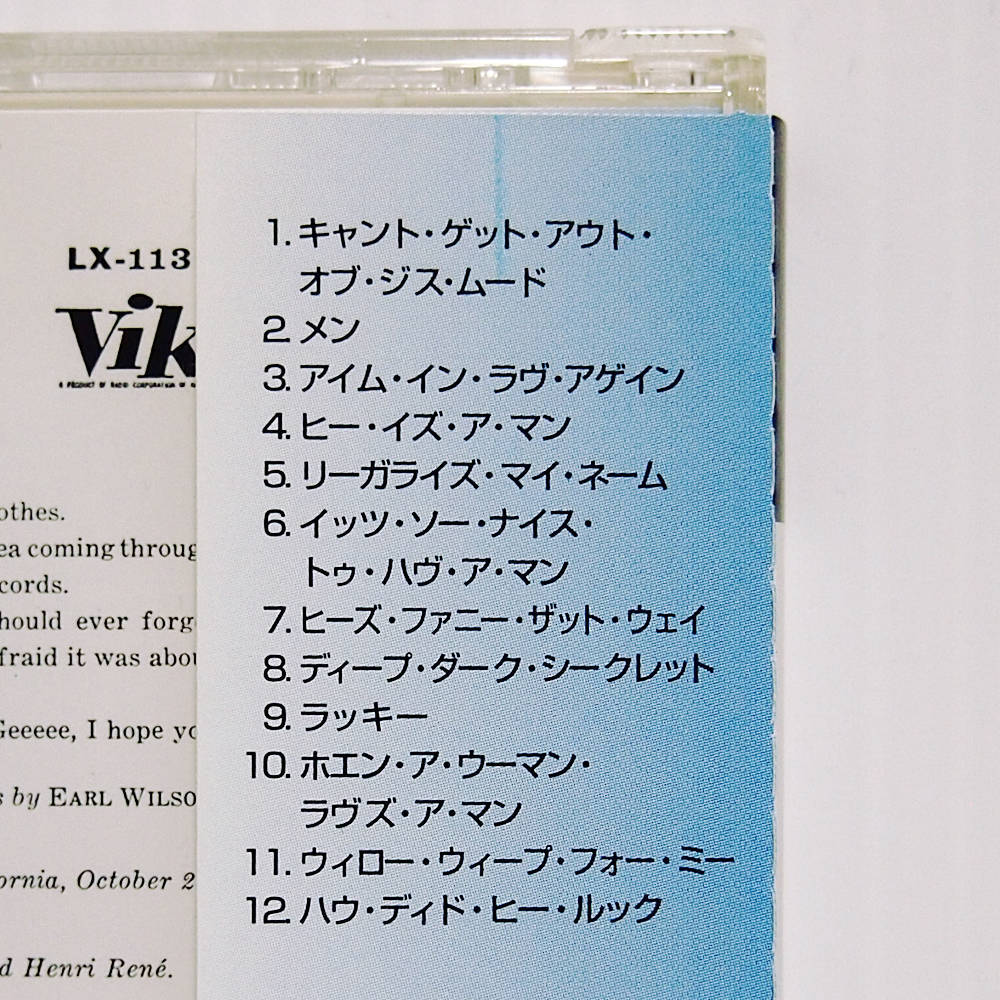 LX-113
Vik
A PRODUCT OF RADIO CORPORATION OF
othes.
coming
cords.
hould ever
fraid it was
Geeeee, I hope
by EARL
ornia, October 2
d Henri René.
1. キャント・ゲット・アウト・
オブ・ジス・ムード
2. メン
3. アイム・イン・ラヴ・アゲイン
4. ヒー・イズ・ア・マン
5. リーガライズ・マイ・ネーム
6. イッツ・ソー・ナイス・
トゥ・ハヴ・ア・マン
7. ヒーズ・ファニー・ザット・ウェイ
8. ディープ・ダーク・シークレット
9. ラッキー
10. ホエン・ア・ウーマン・
ラヴズ・ア・マン
11. ウィロー・ウィープ・フォー・ミー
12. ハウ・ディド・ヒー・ルック